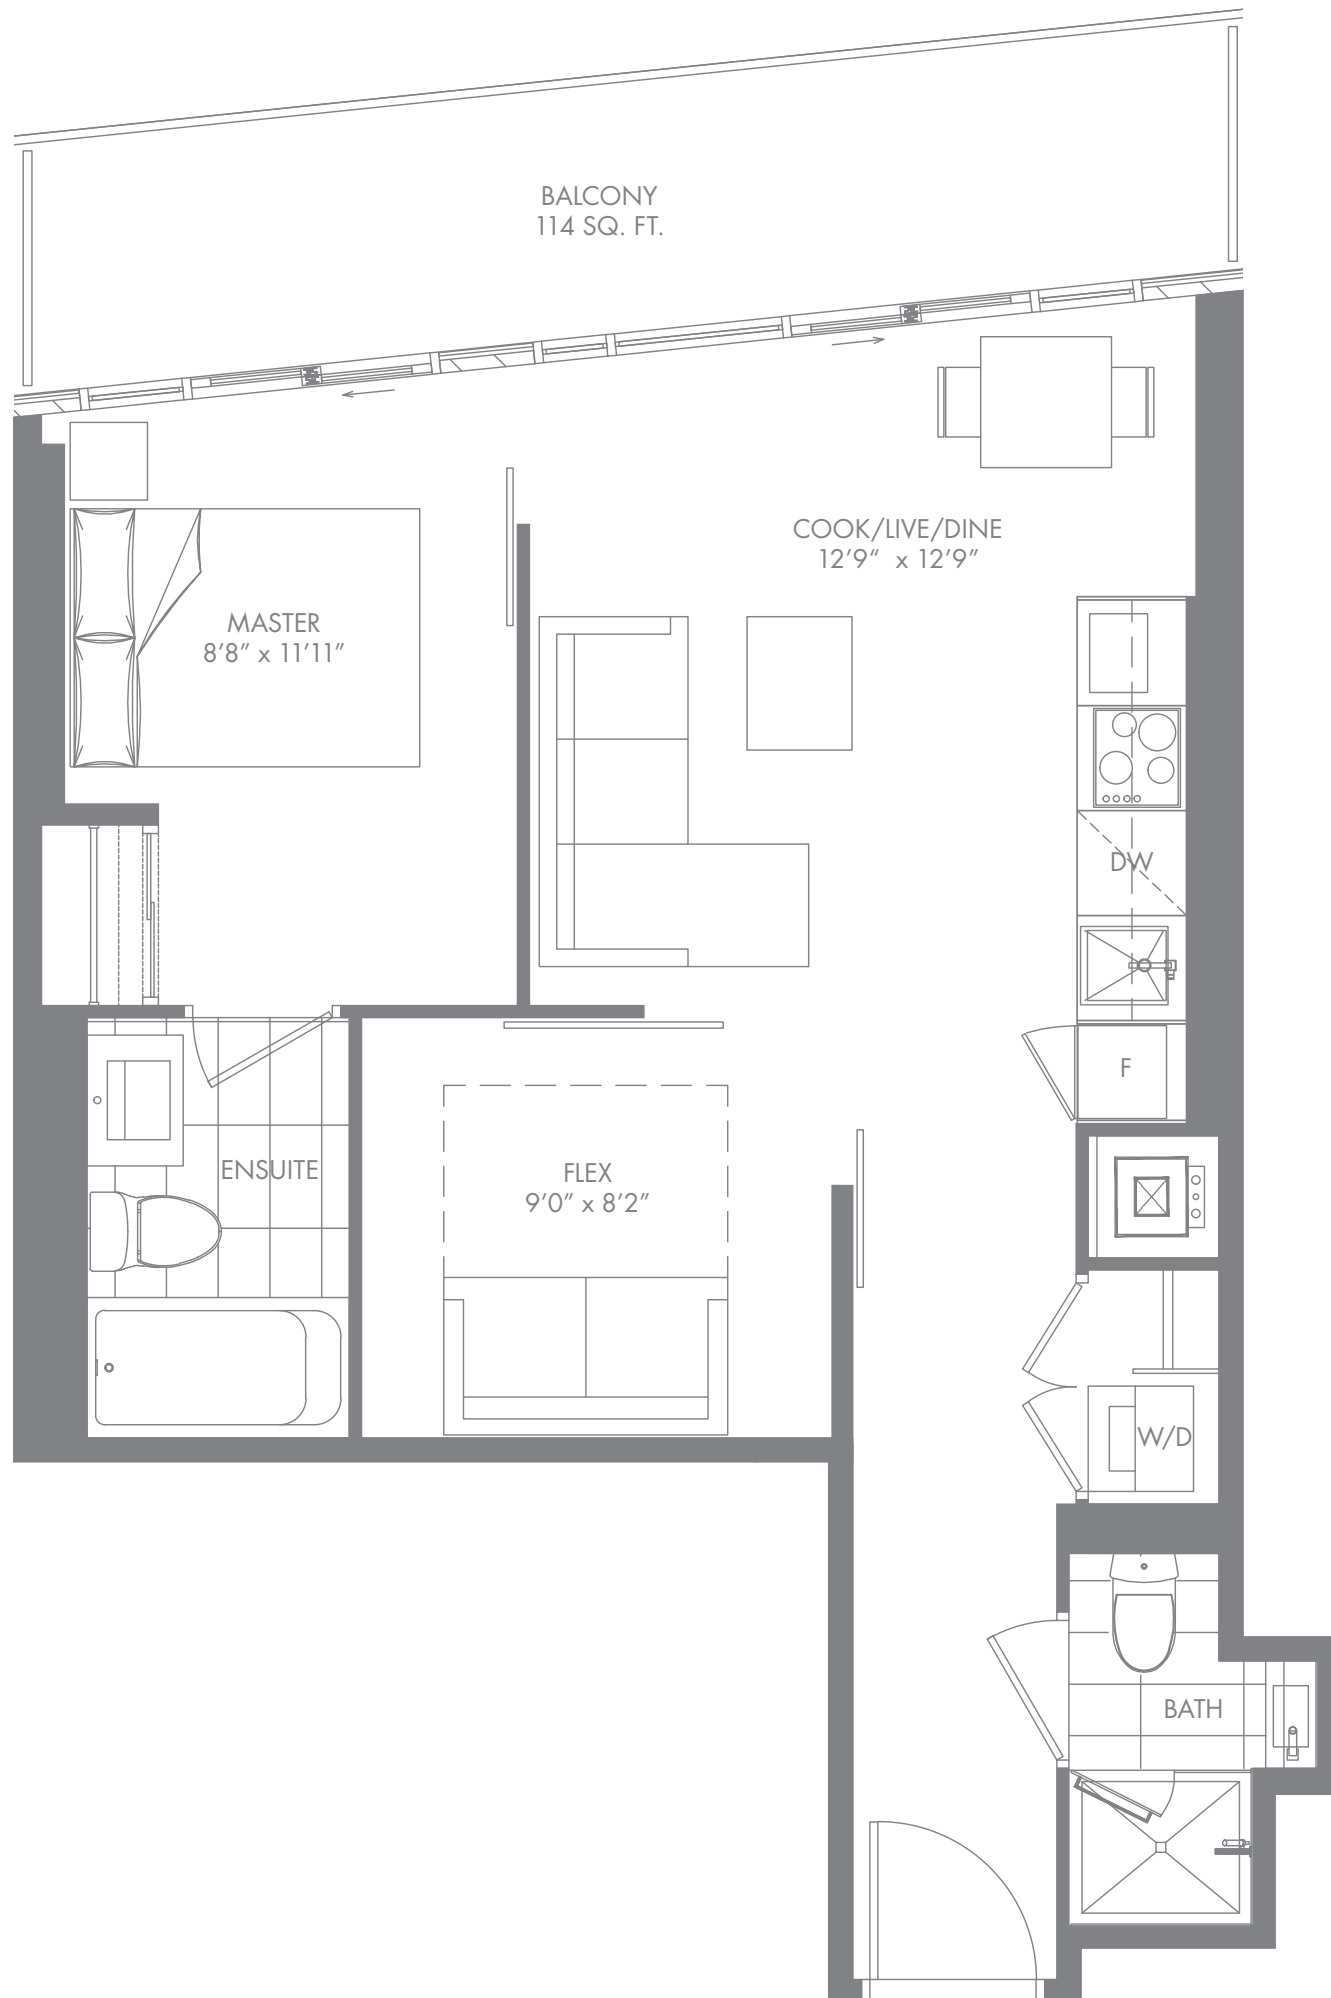 BALCONY
114 SQ. FT.
COOK/LIVE/DINE
12’9“ x 12’9”
MASTER
8’8” x 11’11”
DW
F
ENSUITE
FLEX
9’0” x 8’2”
W/D
BATH